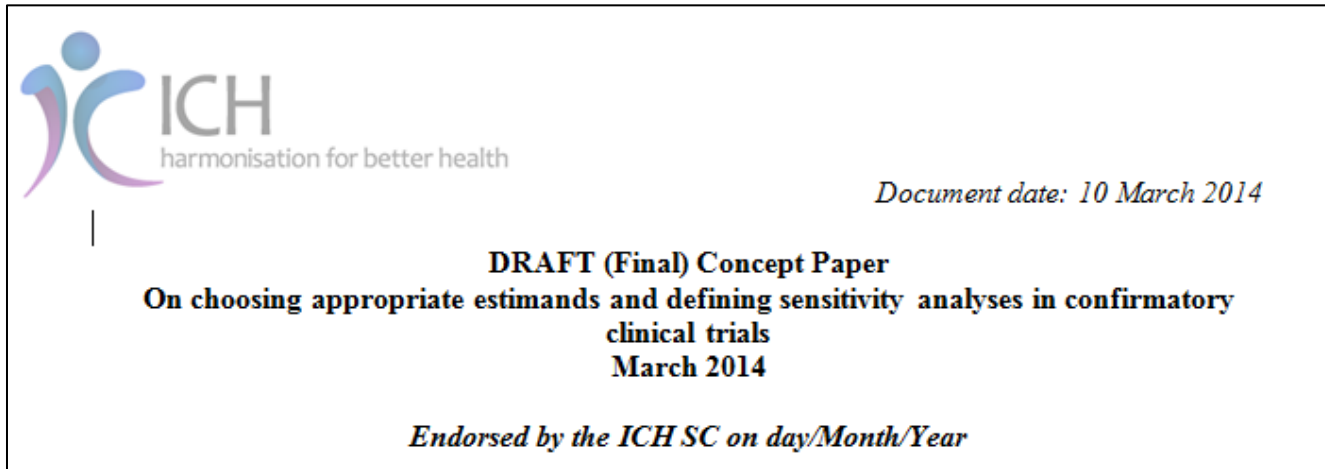 ICH
harmonisation for better health
Document date: 10 March 2014
DRAFT (Final) Concept Paper
On choosing appropriate estimands and defining sensitivity analyses in confirmatory
clinical trials
March 2014
Endorsed by the ICH SC on day/Month/Year